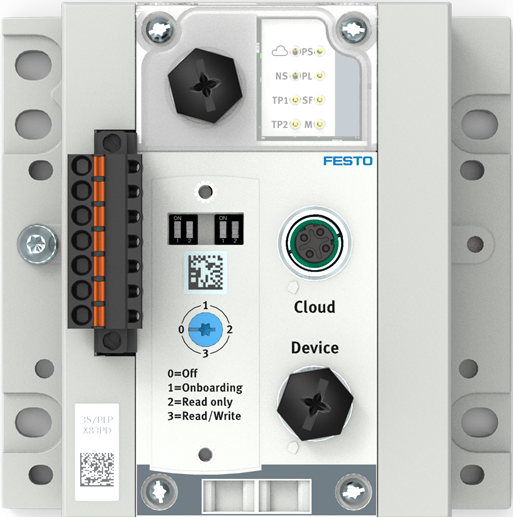 PS
NS PL
TP1 SF
TP2 M
FESTO
ON ON
1 2 1 2
Cloud
1
0 2
3
Device
0=Off
1=Onboarding
2=Read only
3=Read/Write